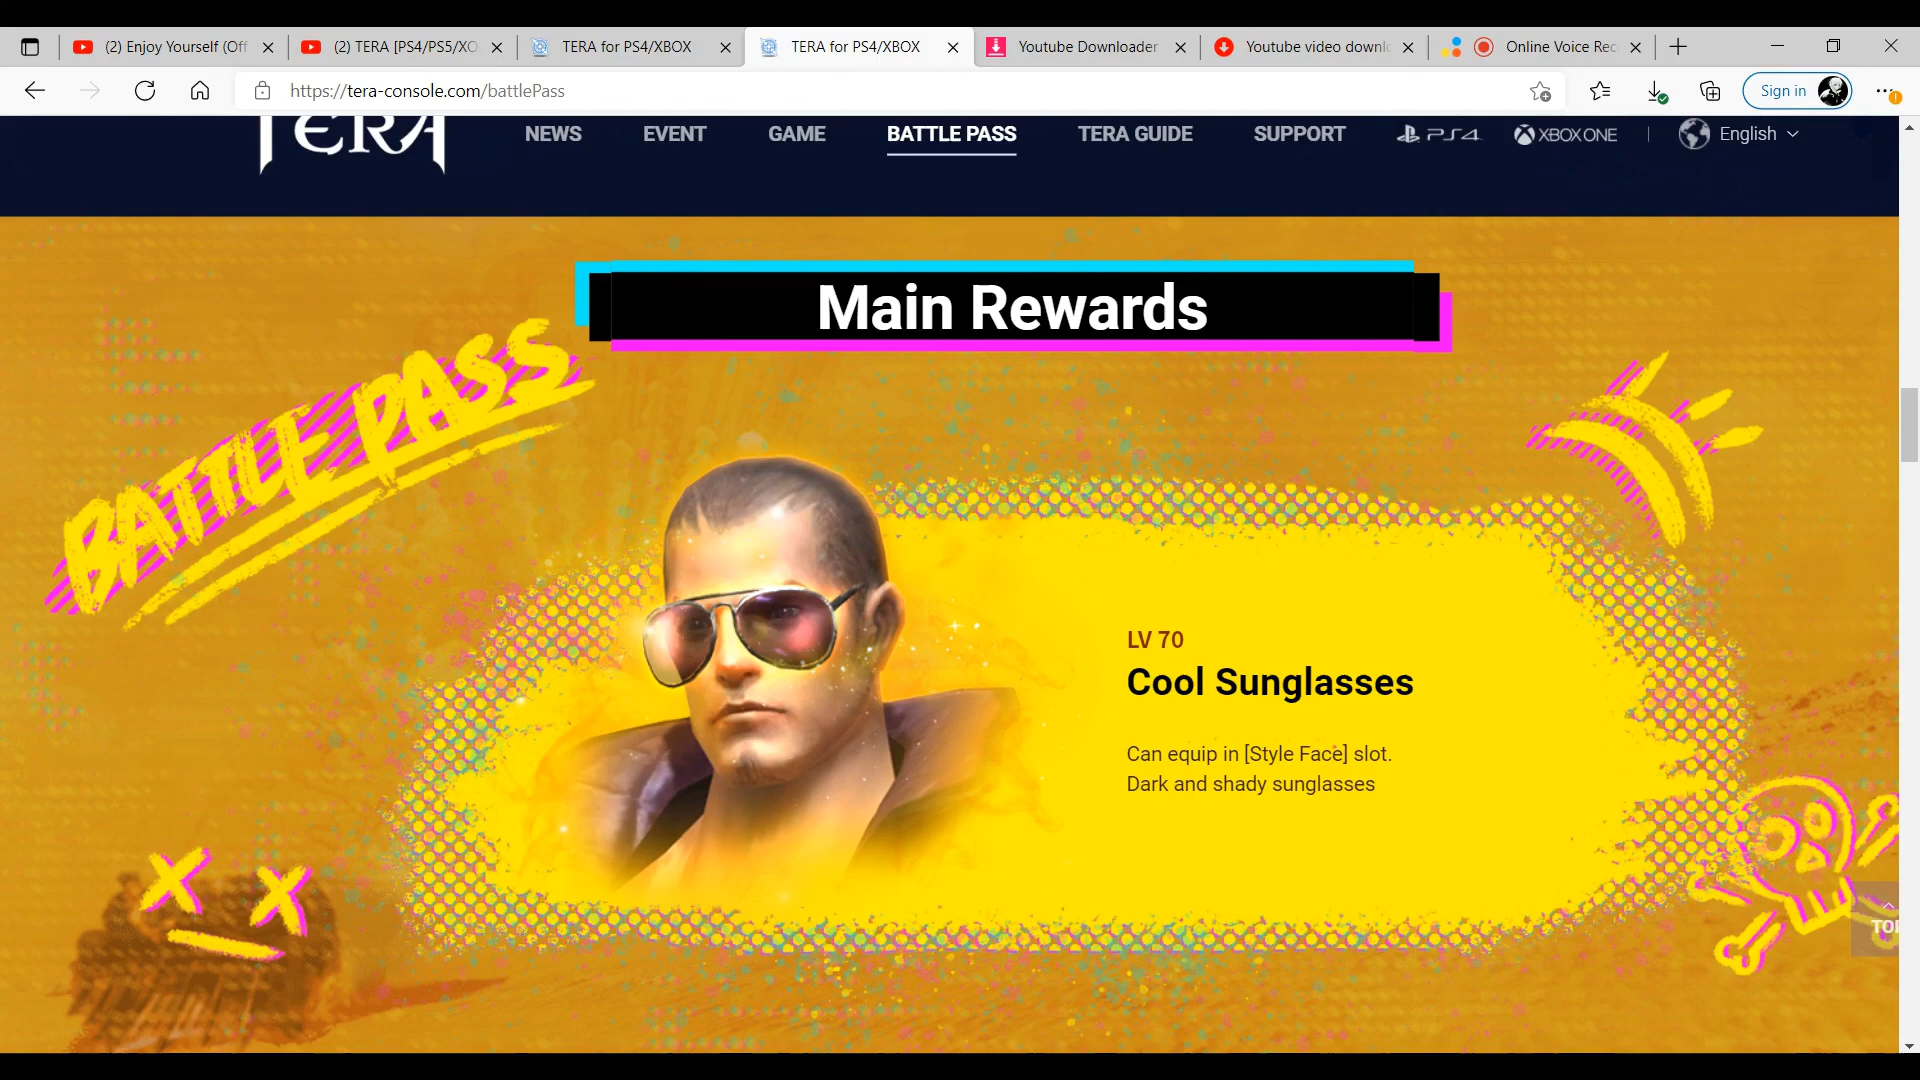 (2) Enjoy Yourself (Off
(2) TERA [PS4/PS5/XO
TERA for PS4/XBOX
TERA for PS4/XBOX
Youtube Downloader
Youtube video downl
Online Voice Rec
https://tera-console.com/battlePass
Sign in
TERA
NEWS
EVENT
GAME
BATTLE PASS
TERA GUIDE
SUPPORT
PS4
XBOX ONE
English
Main Rewards
BATTLE PASS
LV 70
Cool Sunglasses
Can equip in [Style Face] slot.
Dark and shady sunglasses
TOP